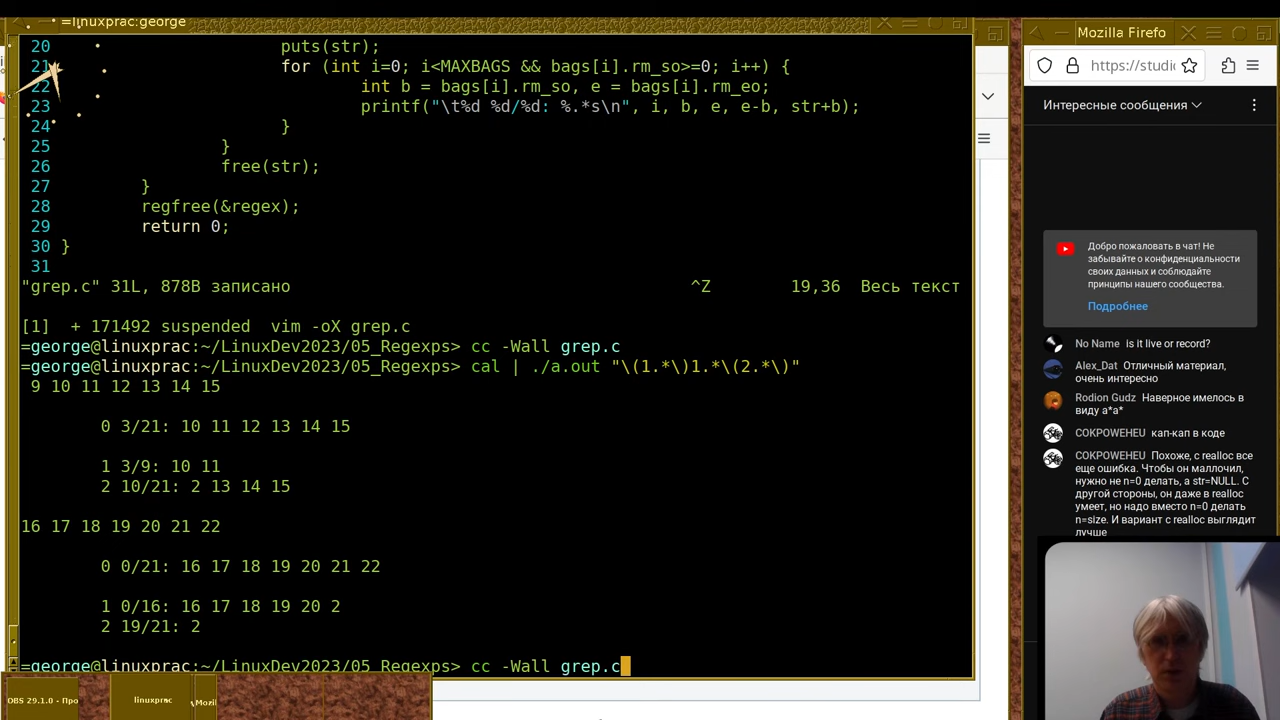 =linuxprac:george
20 puts(str);
21 for (int i=0; i<MAXBAGS && bags[i].rm_so>=0; i++) {
22 int b = bags[i].rm_so, e = bags[i].rm_eo;
23 printf("\t%d %d/%d: %.*s\n", i, b, e, e-b, str+b);
24 }
25 }
26 free(str);
27 }
28 regfree(&regex);
29 return 0;
30 }
31
"grep.c" 31L, 878B записано ^Z 19,36 Весь текст
[1] + 171492 suspended vim -oX grep.c
=george@linuxprac:~/LinuxDev2023/05_Regexps> cc -Wall grep.c
=george@linuxprac:~/LinuxDev2023/05_Regexps> cal | ./a.out "\(1.*\)1.*\(2.*\)"
9 10 11 12 13 14 15
0 3/21: 10 11 12 13 14 15
1 3/9: 10 11
2 10/21: 2 13 14 15
16 17 18 19 20 21 22
0 0/21: 16 17 18 19 20 21 22
1 0/16: 16 17 18 19 20 2
2 19/21: 2
=george@linuxprac:~/LinuxDev2023/05_Regexps> cc -Wall grep.c
DBS 29.1.0 - Про
linuxprac
Mozi
Mozilla Firefo
https://studi
Интересные сообщения
Добро пожаловать в чат! Не
забывайте о конфиденциальности
своих данных и соблюдайте
принципы нашего сообщества.
Подробнее
No Name is it live or record?
Alex_Dat Отличный материал,
очень интересно
Rodion Gudz Наверное имелось в
виду a*a*
COKPOWEHEU кап-кап в коде
COKPOWEHEU Похоже, с realloc все
еще ошибка. Чтобы он маллочил,
нужно не n=0 делать, а str=NULL. С
другой стороны, он даже в realloc
умеет, но надо вместо n=0 делать
n=size. И вариант с realloc выглядит
лучше